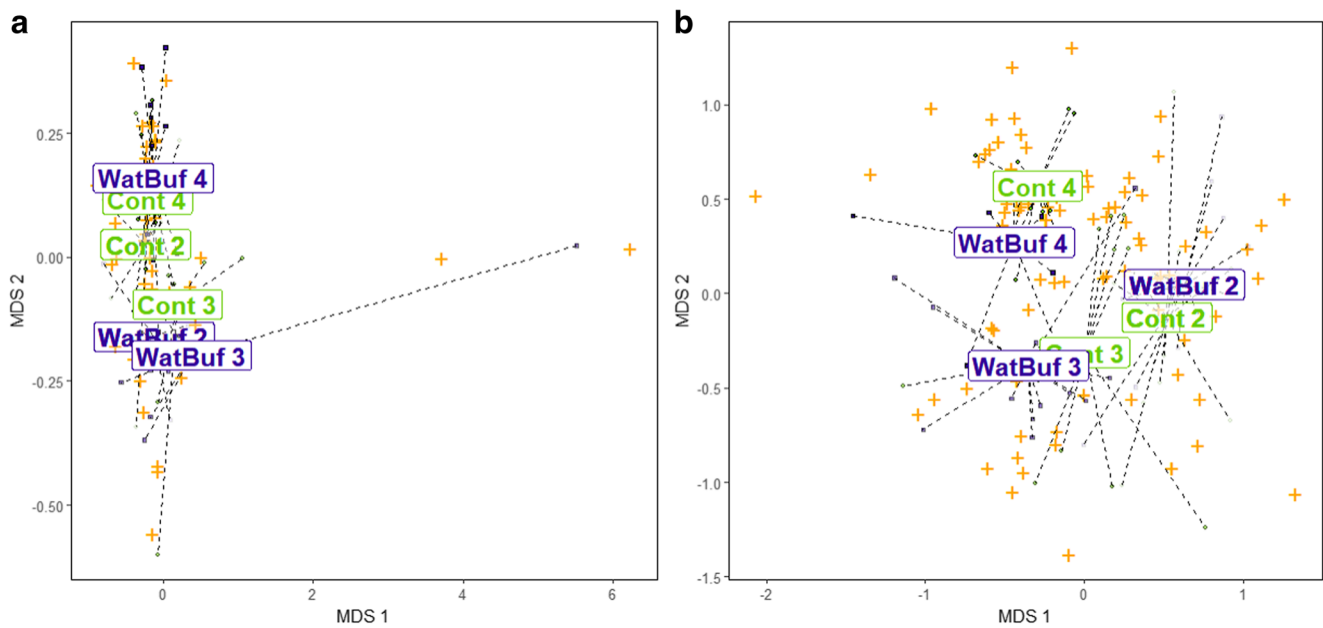 a
0.25
0.00
-0.25
-0.50
MDS 2
WatBuf 4
Cont 4
Cont 2
Cont 3
WatBuf 2
WatBuf 3
0 2 4 6
MDS 1
b
1.0
0.5
0.0
-0.5
-1.0
-1.5
MDS 2
Cont 4
WatBuf 4
WatBuf 2
Cont 2
Cont 3
WatBuf 3
-2 -1 0 1
MDS 1